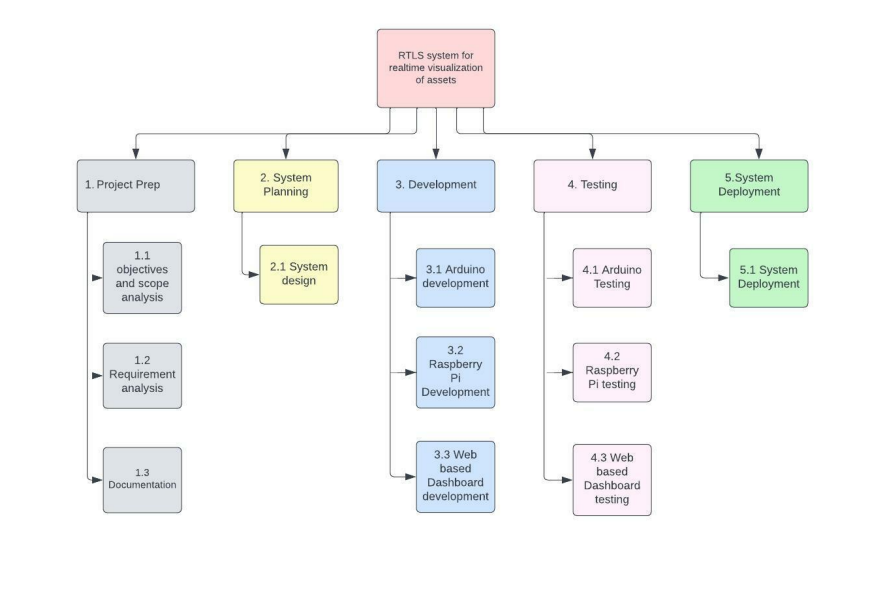 RTLS system for
realtime visualization
of assets
1. Project Prep
2. System
Planning
3. Development
4. Testing
5.System
Deployment
1.1
objectives
and scope
analysis
1.2
Requirement
analysis
1.3
Documentation
2.1 System
design
3.1 Arduino
development
3.2
Raspberry
Pi
Development
3.3 Web
based
Dashboard
development
4.1 Arduino
Testing
4.2
Raspberry
Pi testing
4.3 Web
based
Dashboard
testing
5.1 System
Deployment